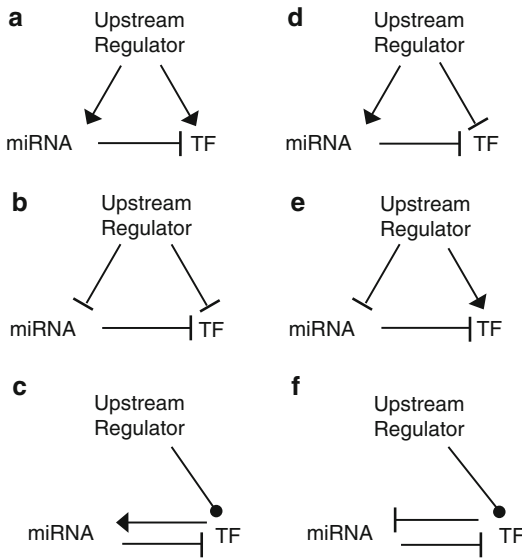 a
Upstream
Regulator
miRNA
TF
d
Upstream
Regulator
miRNA
TF
b
Upstream
Regulator
miRNA
TF
e
Upstream
Regulator
miRNA
TF
c
Upstream
Regulator
miRNA
TF
f
Upstream
Regulator
miRNA
TF